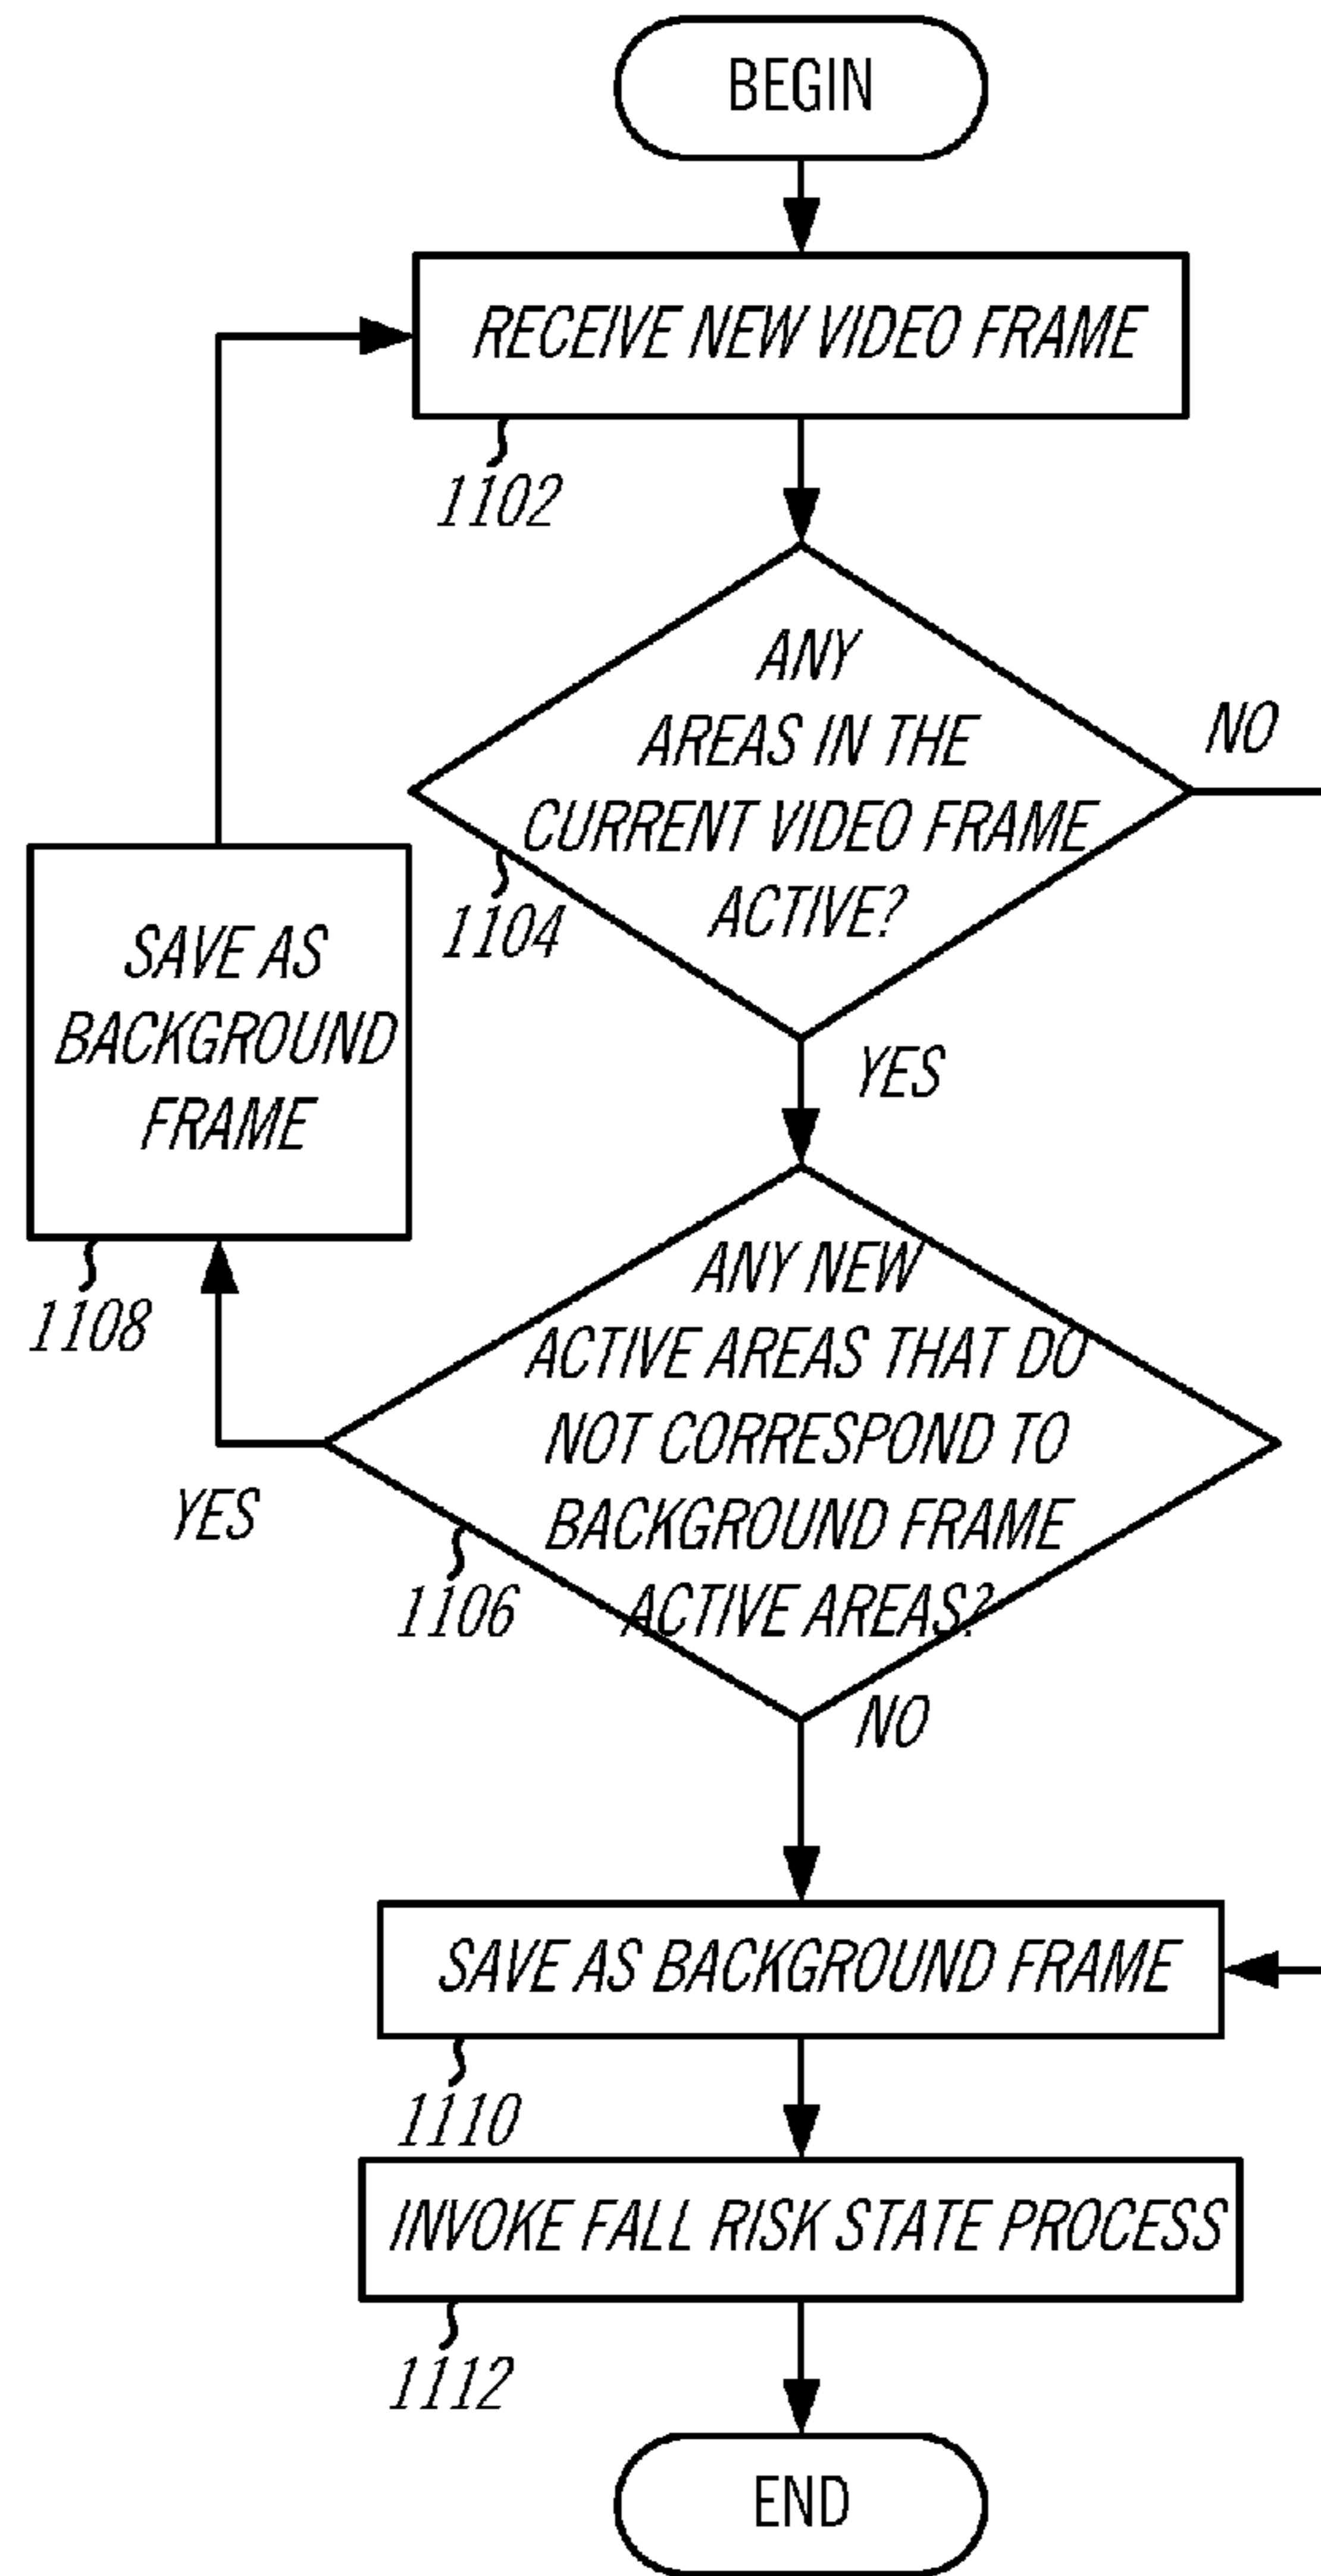 BEGIN
RECEIVE NEW VIDEO FRAME
1102
ANY
AREAS IN THE
CURRENT VIDEO FRAME
ACTIVE?
1104
NO
YES
SAVE AS
BACKGROUND
FRAME
1108
ANY NEW
ACTIVE AREAS THAT DO
NOT CORRESPOND TO
BACKGROUND FRAME
ACTIVE AREAS?
1106
YES
NO
SAVE AS BACKGROUND FRAME
1110
INVOKE FALL RISK STATE PROCESS
1112
END